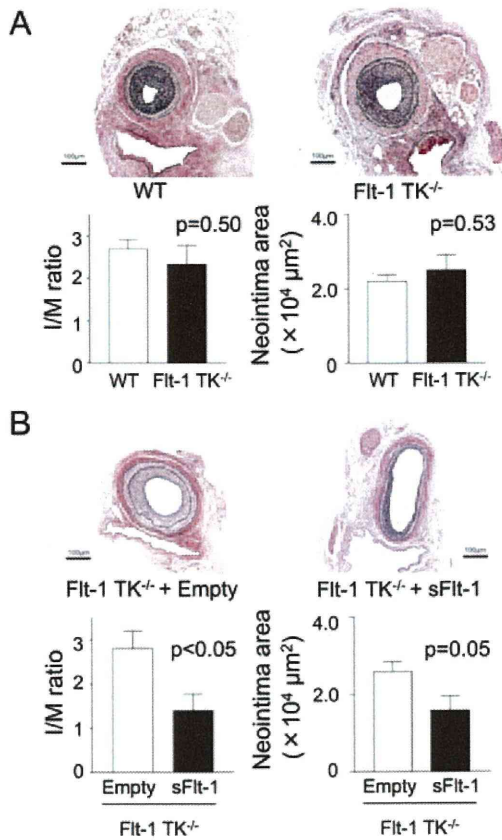 A
100μm
WT
Flt-1 TK-/-
I/M ratio
3
2
1
0
p=0.50
WT Flt-1 TK-/-
Neointima area
(×10⁴ μm²)
4.0
2.0
0
p=0.53
WT Flt-1 TK-/-
B
100μm
100μm
Flt-1 TK-/- + Empty
Flt-1 TK-/- + sFlt-1
I/M ratio
3
2
1
0
p<0.05
Empty sFlt-1
Flt-1 TK-/-
Neointima area
(×10⁴ μm²)
4.0
2.0
0
p=0.05
Empty sFlt-1
Flt-1 TK-/-